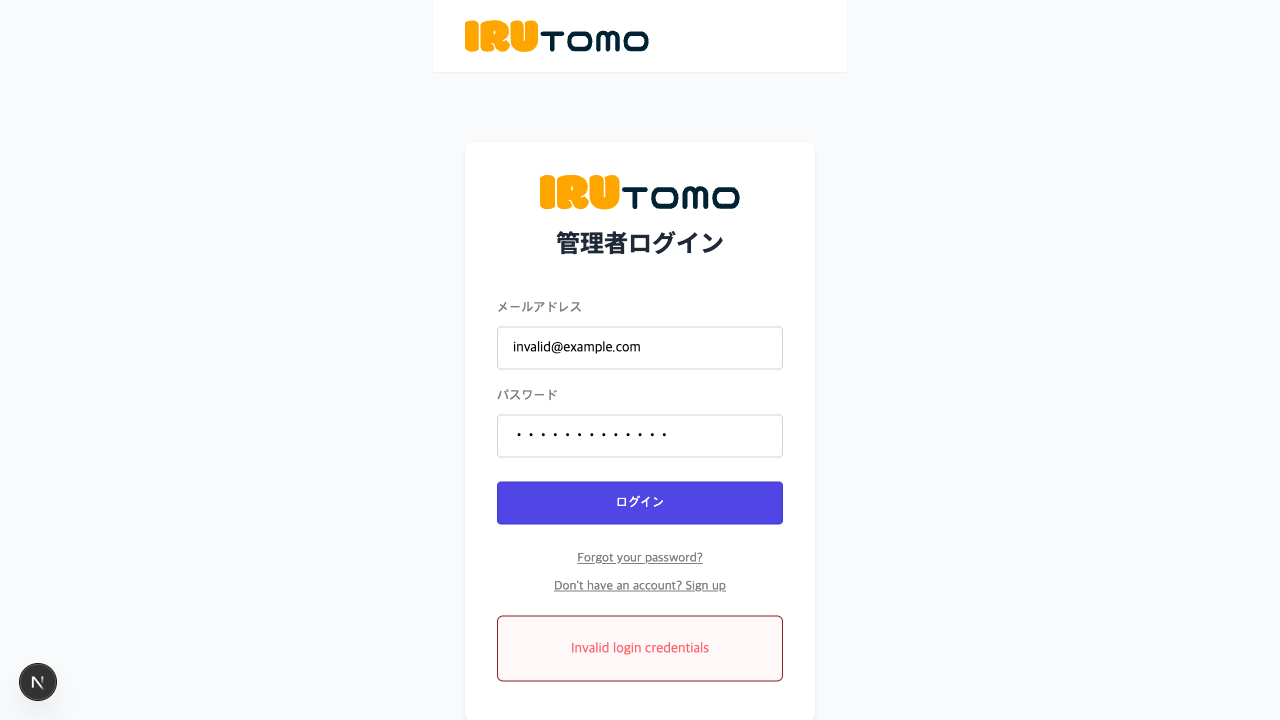 IRUTOMO
IRUTOMO
管理者ログイン
メールアドレス
invalid@example.com
パスワード
ログイン
Forgot your password?
Don't have an account? Sign up
Invalid login credentials
N